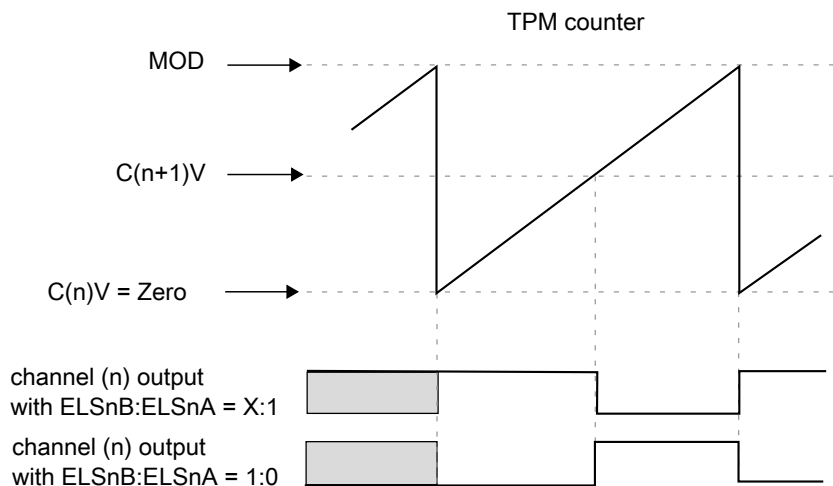 TPM counter
MOD
C(n+1)V
C(n)V = Zero
channel (n) output
with ELSnB:ELSnA = X:1
channel (n) output
with ELSnB:ELSnA = 1:0